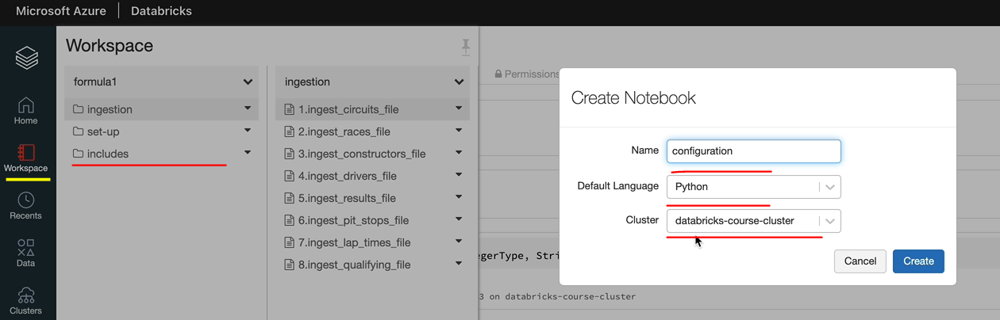 Microsoft Azure | Databricks
Workspace
formula1
ingestion
set-up
includes
ingestion
1.ingest_circuits_file
2.ingest_races_file
3.ingest_constructors_file
4.ingest_drivers_file
5.ingest_results_file
6.ingest_pit_stops_file
7.ingest_lap_times_file
8.ingest_qualifying_file
Home
Workspace
Recents
Data
Clusters
Permissions
Create Notebook
Name configuration
Default Language Python
Cluster databricks-course-cluster
Cancel Create
egerType, Stri
3 on databricks-course-cluster